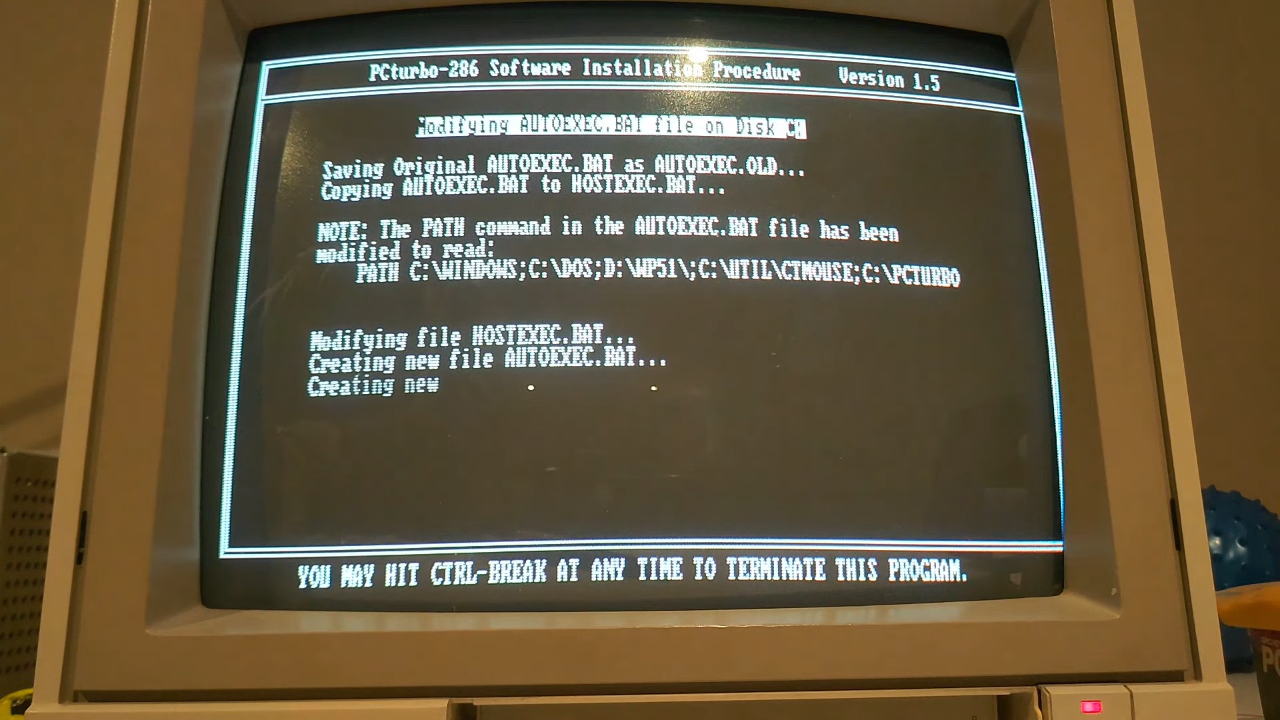 PCturbo-286 Software Installation Procedure Version 1.5
Modifying AUTOEXEC.BAT file on Disk C:
Saving Original AUTOEXEC.BAT as AUTOEXEC.OLD...
Copying AUTOEXEC.BAT to HOSTEXEC.BAT...
NOTE: The PATH command in the AUTOEXEC.BAT file has been
modified to read:
PATH C:\WINDOWS;C:\DOS;D:\WP51\;C:\UTIL\CTMOUSE;C:\PCTURBO
Modifying file HOSTEXEC.BAT...
Creating new file AUTOEXEC.BAT...
Creating new
YOU MAY HIT CTRL-BREAK AT ANY TIME TO TERMINATE THIS PROGRAM.